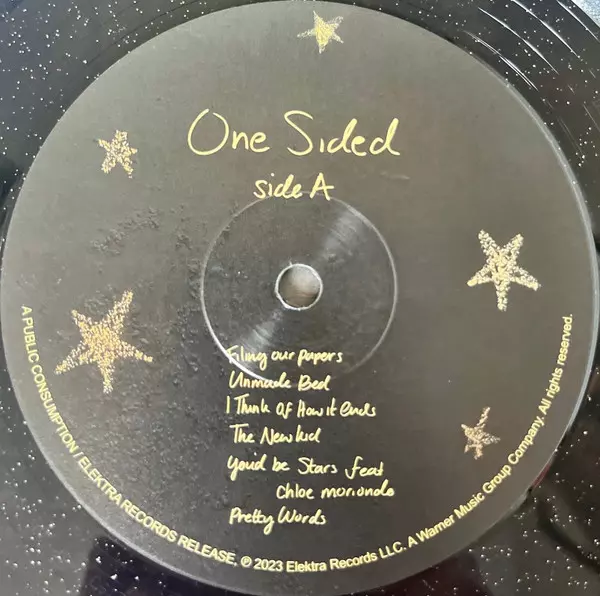 One Sided
side A
Filing our papers
Unmade Bed
I Think Of How it ends
The New kid
You'd be Stars feat
chloe moriondo
Pretty Words
A PUBLIC CONSUMPTION / ELEKTRA RECORDS RELEASE, ℗ 2023 Elektra Records LLC. A Warner Music Group Company. All rights reserved.